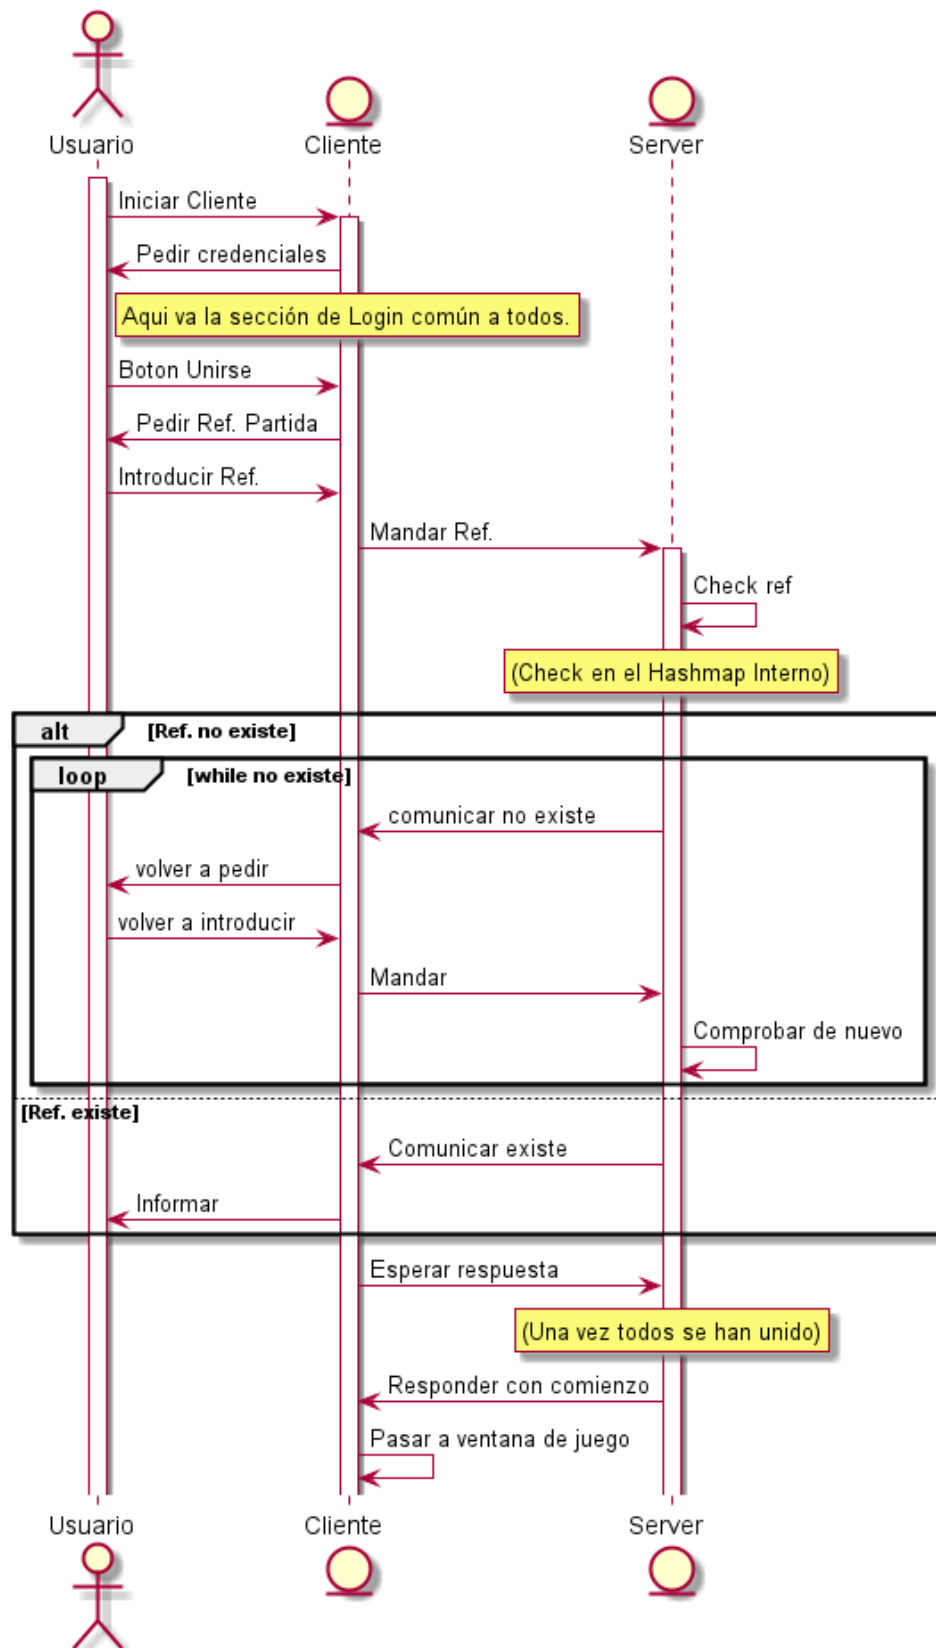 Usuario
Cliente
Server
Iniciar Cliente
Pedir credenciales
Aqui va la sección de Login común a todos.
Boton Unirse
Pedir Ref. Partida
Introducir Ref.
Mandar Ref.
Check ref
(Check en el Hashmap Interno)
alt
[Ref. no existe]
loop
[while no existe]
comunicar no existe
volver a pedir
volver a introducir
Mandar
Comprobar de nuevo
[Ref. existe]
Comunicar existe
Informar
Esperar respuesta
(Una vez todos se han unido)
Responder con comienzo
Pasar a ventana de juego
Usuario
Cliente
Server